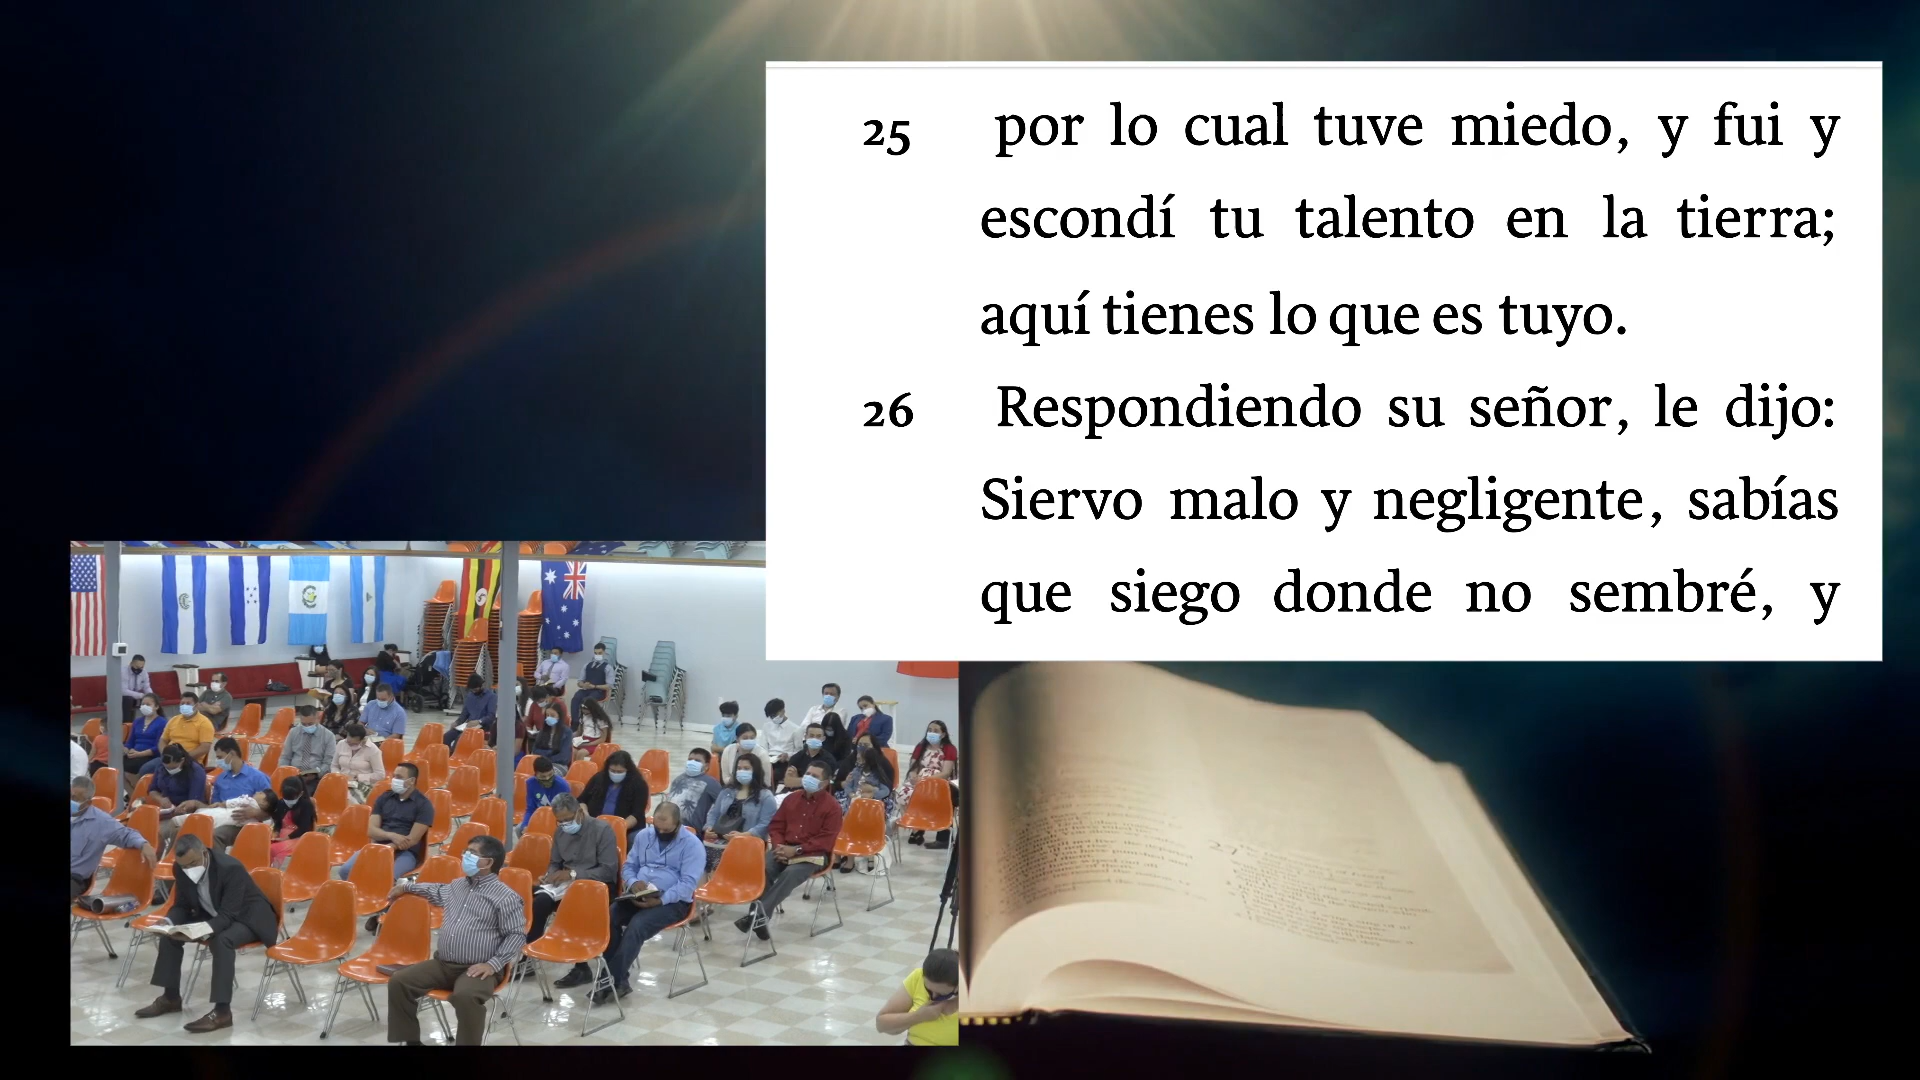 25 por lo cual tuve miedo, y fui y
escondí tu talento en la tierra;
aquí tienes lo que es tuyo.
26 Respondiendo su señor, le dijo:
Siervo malo y negligente, sabías
que siego donde no sembré, y